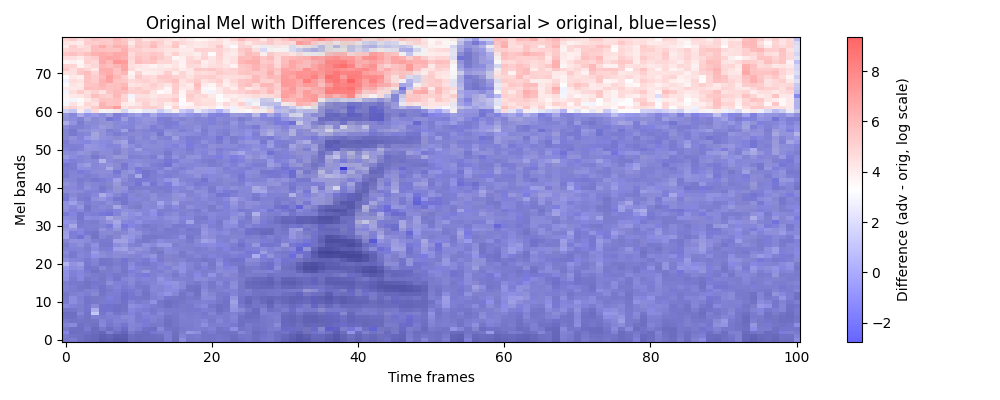 Original Mel with Differences (red=adversarial > original, blue=less)
Mel bands
70
60
50
40
30
20
10
0
0 20 40 60 80 100
Time frames
8
6
4
2
0
−2
Difference (adv - orig, log scale)